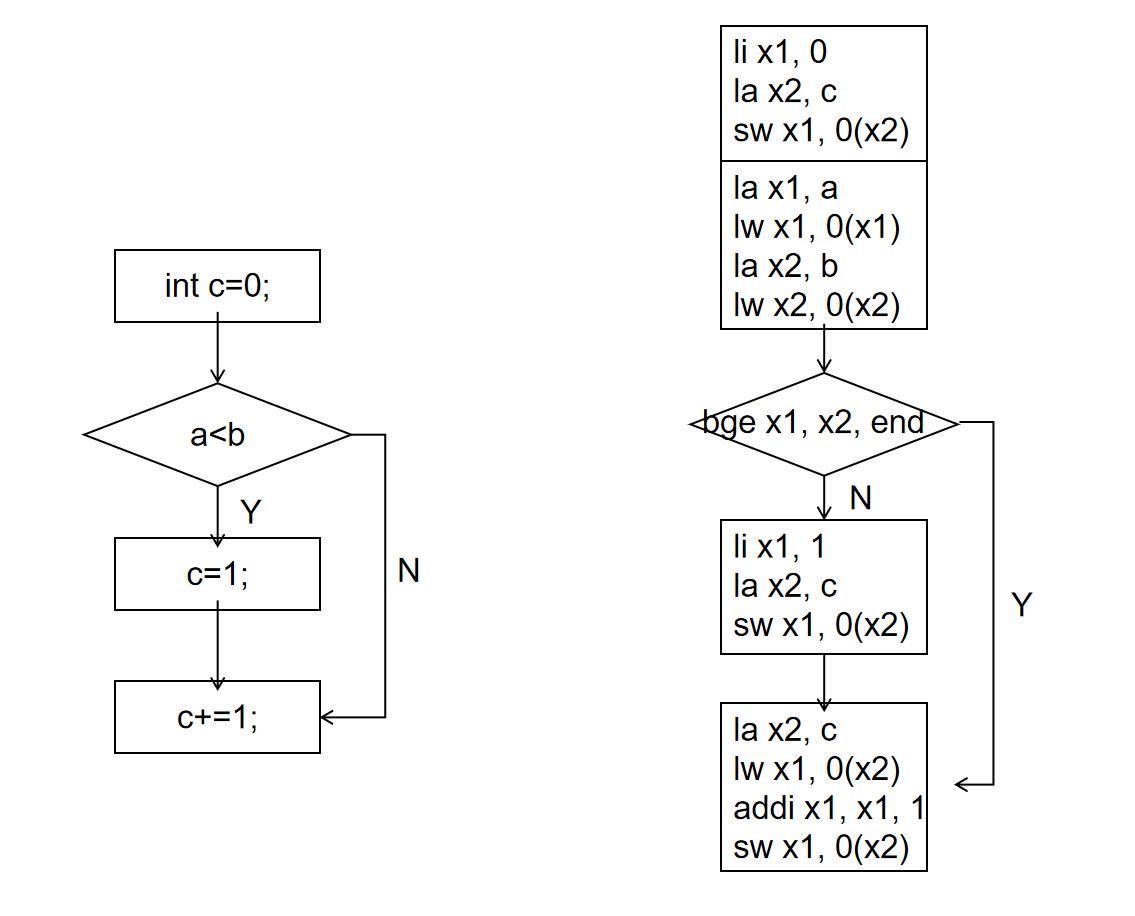 int c=0;
a<b
Y
c=1;
N
c+=1;
li x1, 0
la x2, c
sw x1, 0(x2)
la x1, a
lw x1, 0(x1)
la x2, b
lw x2, 0(x2)
bge x1, x2, end
N
li x1, 1
la x2, c
sw x1, 0(x2)
Y
la x2, c
lw x1, 0(x2)
addi x1, x1, 1
sw x1, 0(x2)